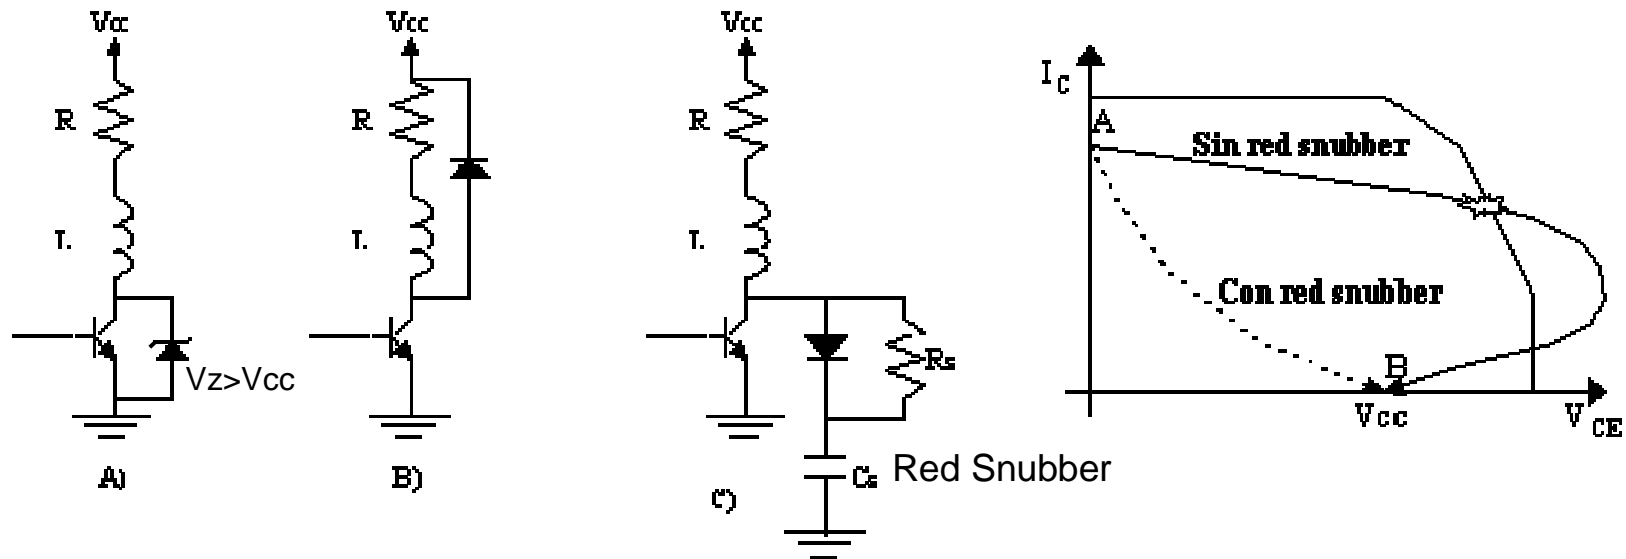 Vcc
R
L
Vz>Vcc
A)
Vcc
R
L
B)
Vcc
R
L
Rs
Cs
Red Snubber
C)
IC
A
Sin red snubber
Con red snubber
B
Vcc
VCE